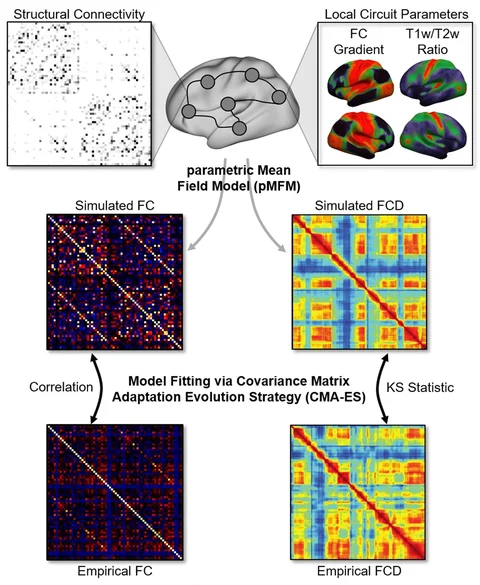 Structural Connectivity
Local Circuit Parameters
FC
Gradient
T1w/T2w
Ratio
parametric Mean
Field Model (pMFM)
Simulated FC
Simulated FCD
Correlation
Model Fitting via Covariance Matrix
Adaptation Evolution Strategy (CMA-ES)
KS Statistic
Empirical FC
Empirical FCD